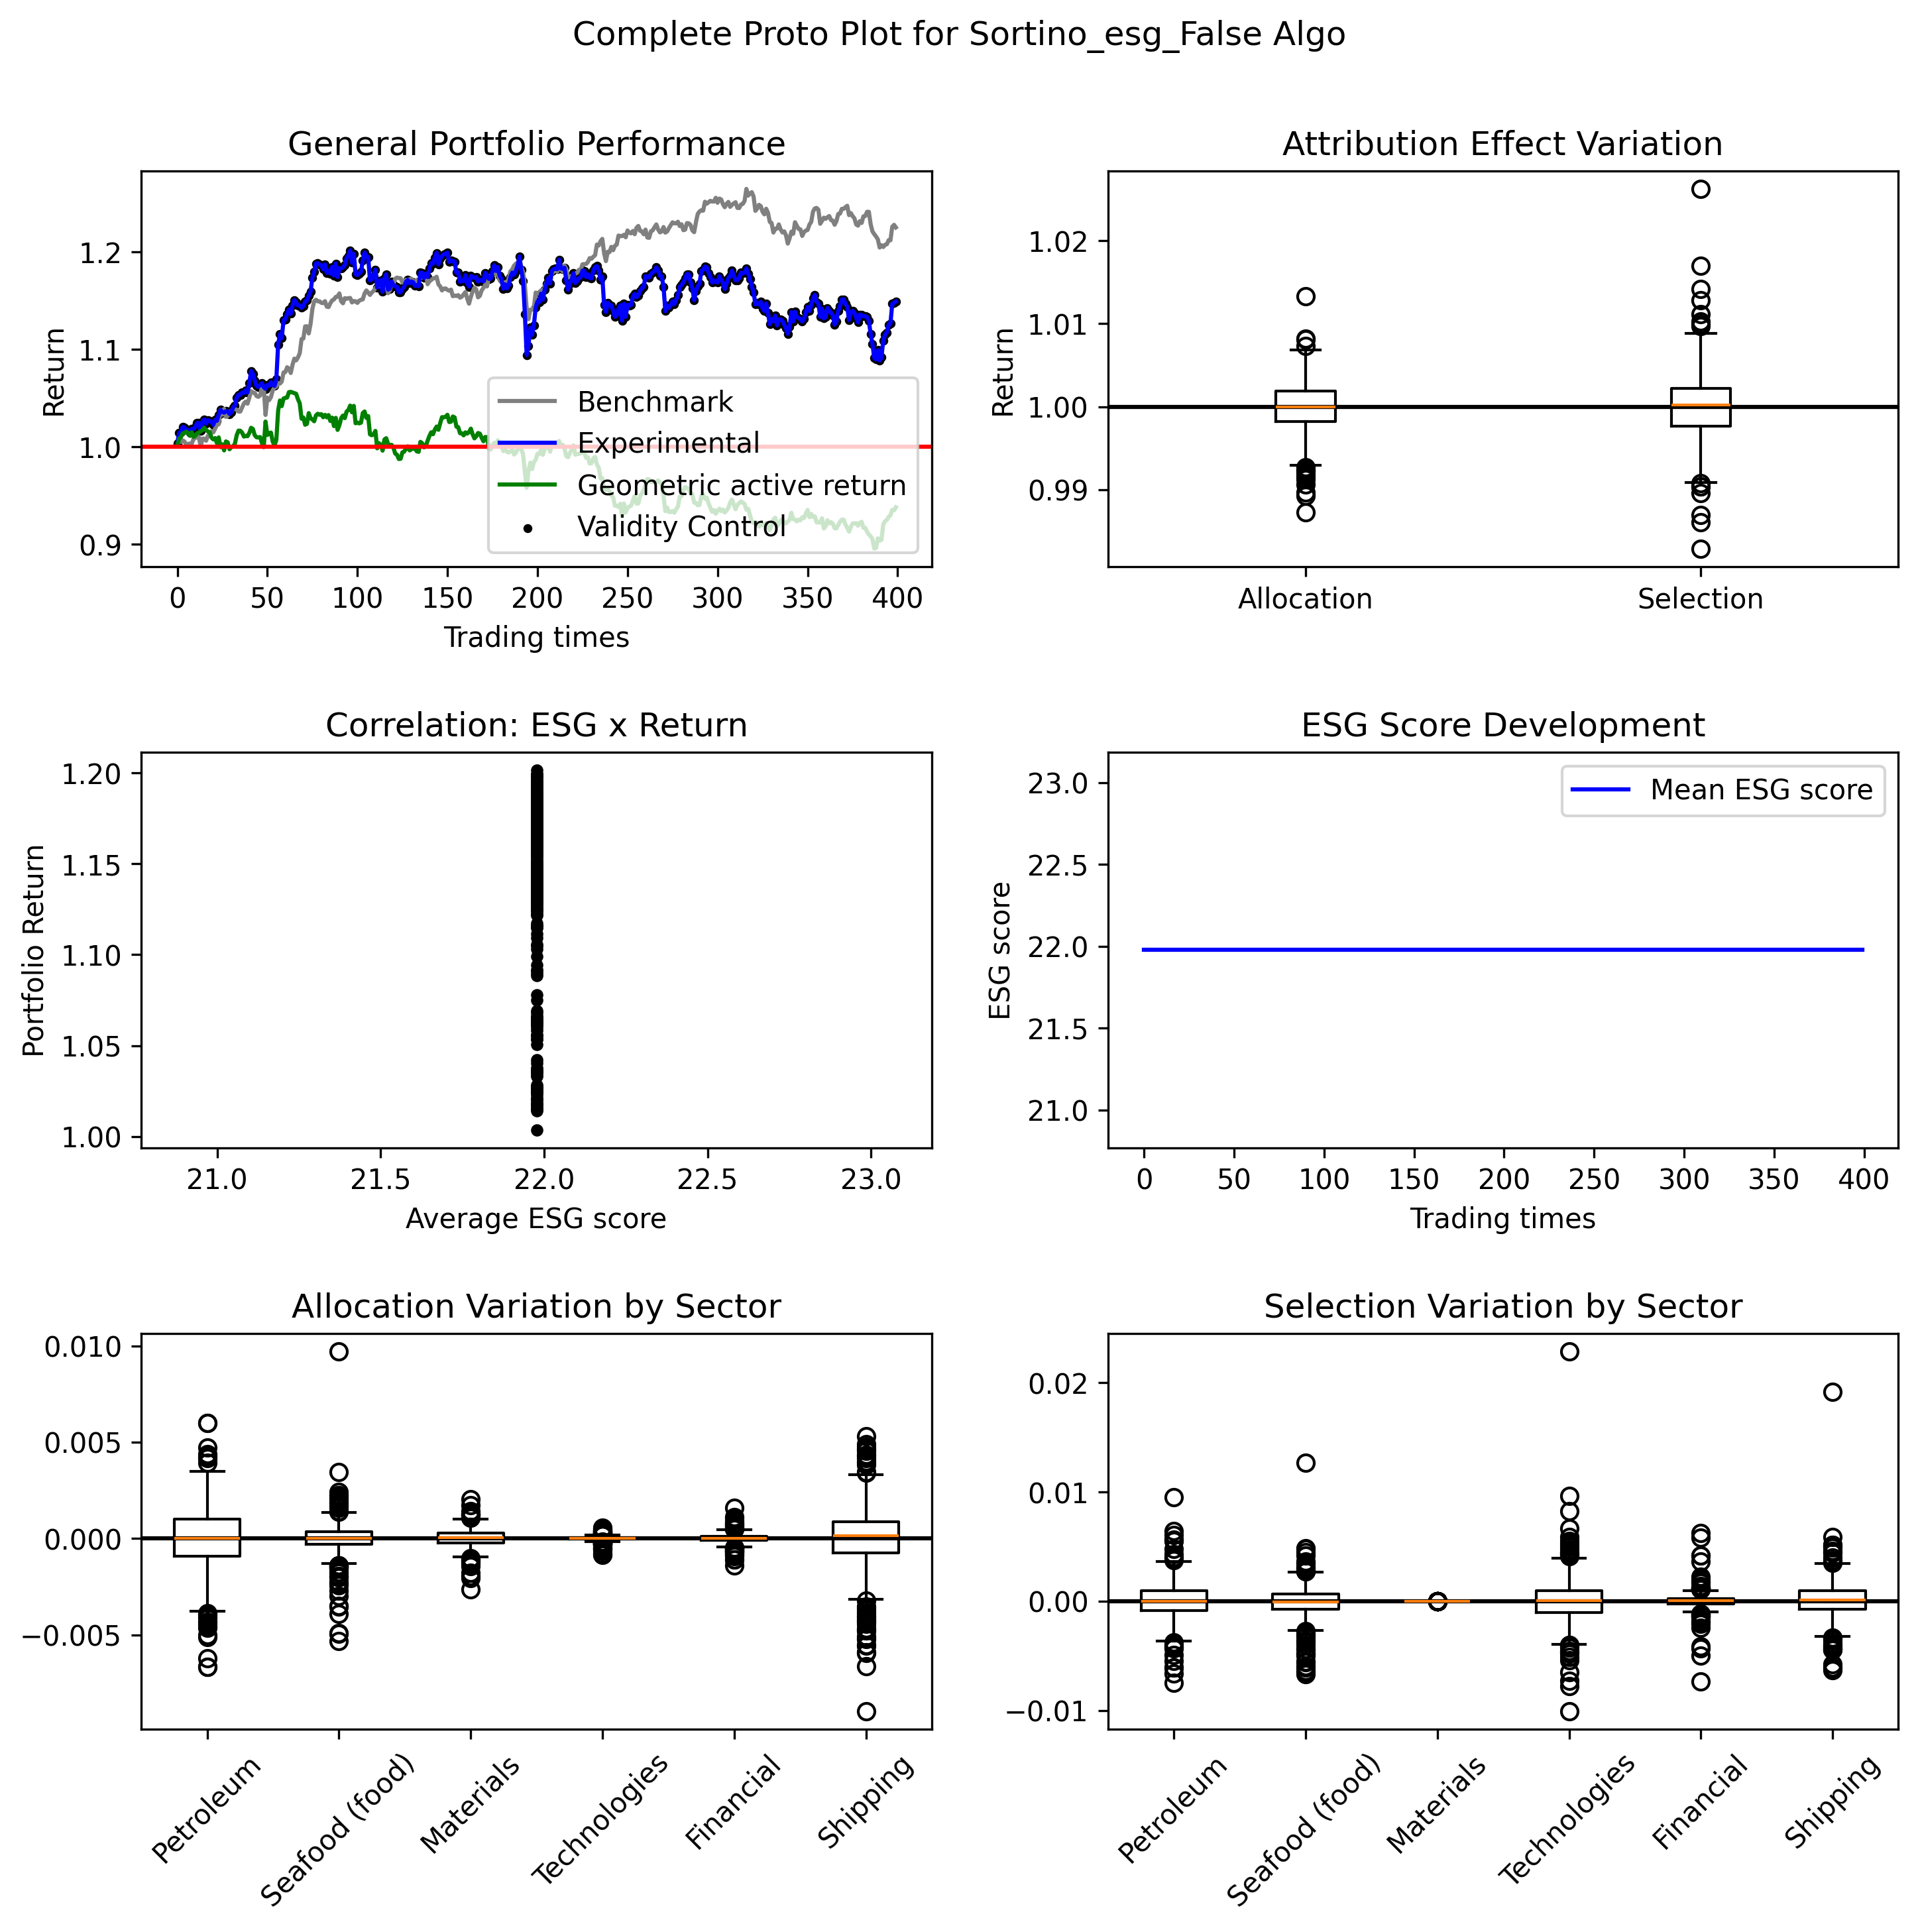 Complete Proto Plot for Sortino_esg_False Algo
General Portfolio Performance
Return
1.2
1.1
1.0
0.9
Benchmark
Experimental
Geometric active return
Validity Control
0 50 100 150 200 250 300 350 400
Trading times
Attribution Effect Variation
Return
1.02
1.01
1.00
0.99
Allocation Selection
Correlation: ESG x Return
Portfolio Return
1.20
1.15
1.10
1.05
1.00
21.0 21.5 22.0 22.5 23.0
Average ESG score
ESG Score Development
ESG score
23.0
22.5
22.0
21.5
21.0
Mean ESG score
0 50 100 150 200 250 300 350 400
Trading times
Allocation Variation by Sector
0.010
0.005
0.000
−0.005
Petroleum
Seafood (food)
Materials
Technologies
Financial
Shipping
Selection Variation by Sector
0.02
0.01
0.00
−0.01
Petroleum
Seafood (food)
Materials
Technologies
Financial
Shipping